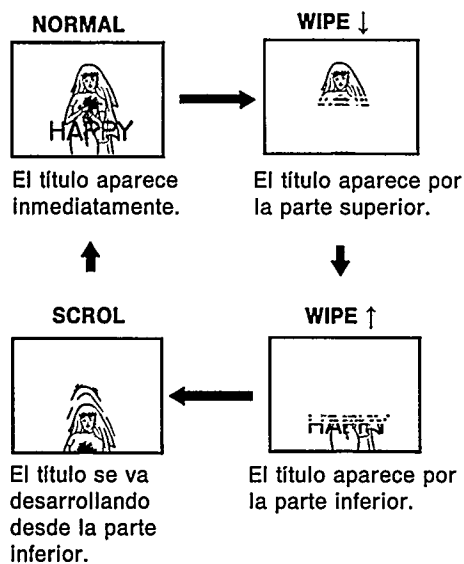 NORMAL
HAPPY
El título aparece
inmediatamente.
WIPE ↓
El título aparece por
la parte superior.
WIPE ↑
HAPPY
El título aparece por
la parte inferior.
SCROL
El título se va
desarrollando
desde la parte
inferior.